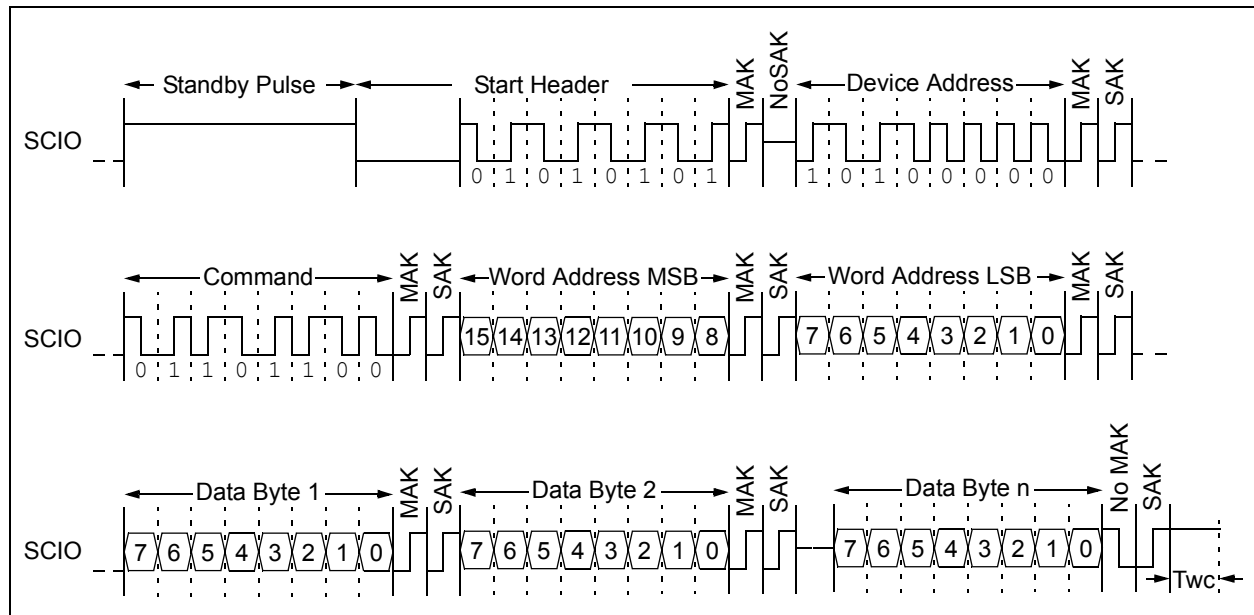 Standby Pulse Start Header MAK NoSAK Device Address MAK SAK
SCIO
0 1 0 1 0 1 0 1 1 0 1 0 0 0 0 0
Command MAK SAK Word Address MSB MAK SAK Word Address LSB MAK SAK
SCIO 15 14 13 12 11 10 9 8 7 6 5 4 3 2 1 0
0 1 1 0 1 1 0 0
Data Byte 1 MAK SAK Data Byte 2 MAK SAK Data Byte n No MAK SAK
SCIO 7 6 5 4 3 2 1 0 7 6 5 4 3 2 1 0 7 6 5 4 3 2 1 0
Twc